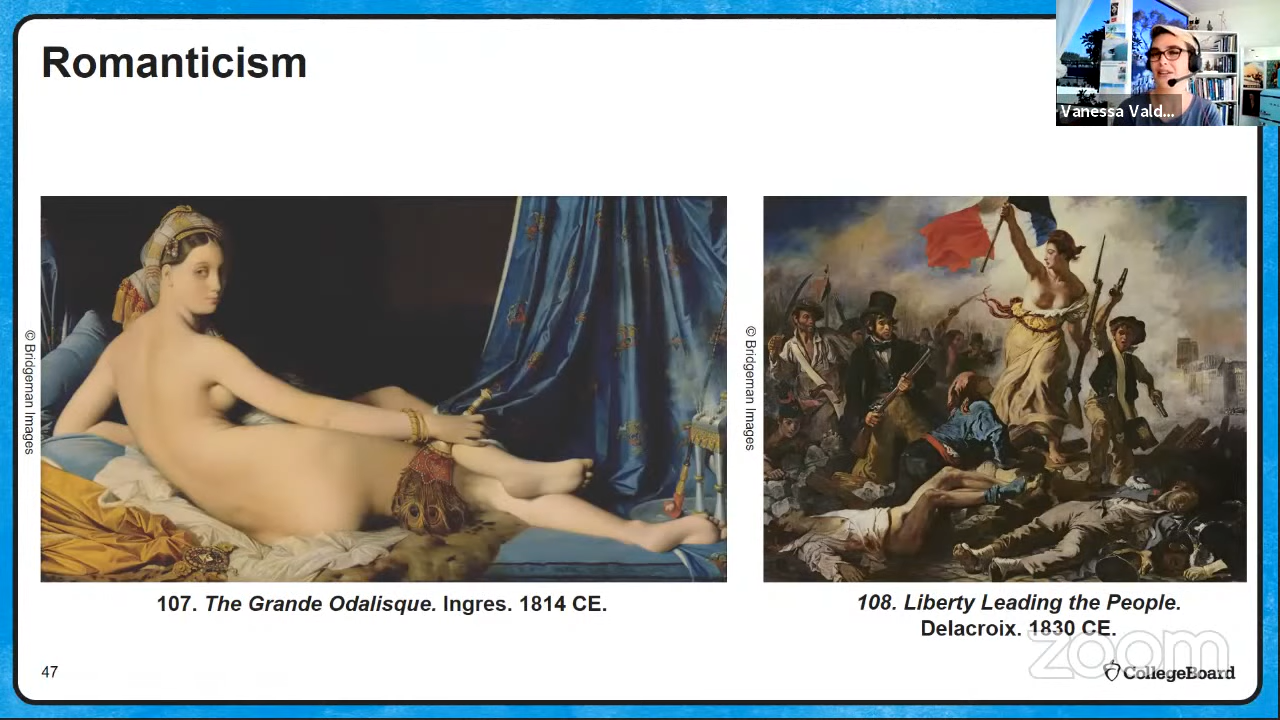 Romanticism
Vanessa Vald...
© Bridgeman Images
© Bridgeman Images
107. The Grande Odalisque. Ingres. 1814 CE.
108. Liberty Leading the People.
Delacroix. 1830 CE.
zoom
47
CollegeBoard